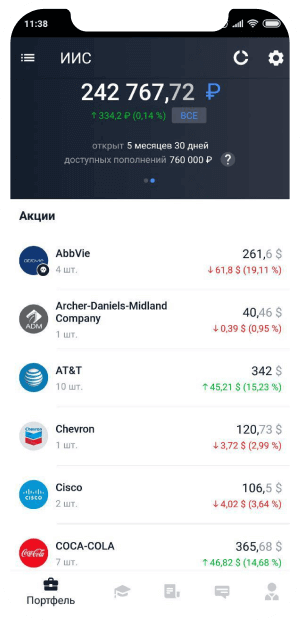 11:38
ИИС
242 767,72 ₽
↑ 334,2 ₽ (0,14 %) ВСЕ
открыт 5 месяцев 30 дней
доступных пополнений 760 000 ₽ ?
Акции
abbvie
AbbVie
261,6 $
4 шт.
↓ 61,8 $ (19,11 %)
ADM
Archer-Daniels-Midland
Company
40,46 $
1 шт.
↓ 0,39 $ (0,95 %)
AT&T
342 $
10 шт.
↑ 45,21 $ (15,23 %)
Chevron
Chevron
120,73 $
1 шт.
↓ 3,72 $ (2,99 %)
CISCO
Cisco
106,5 $
2 шт.
↓ 4,02 $ (3,64 %)
Coca-Cola
COCA-COLA
365,68 $
7 шт.
↑ 46,82 $ (14,68 %)
Портфель